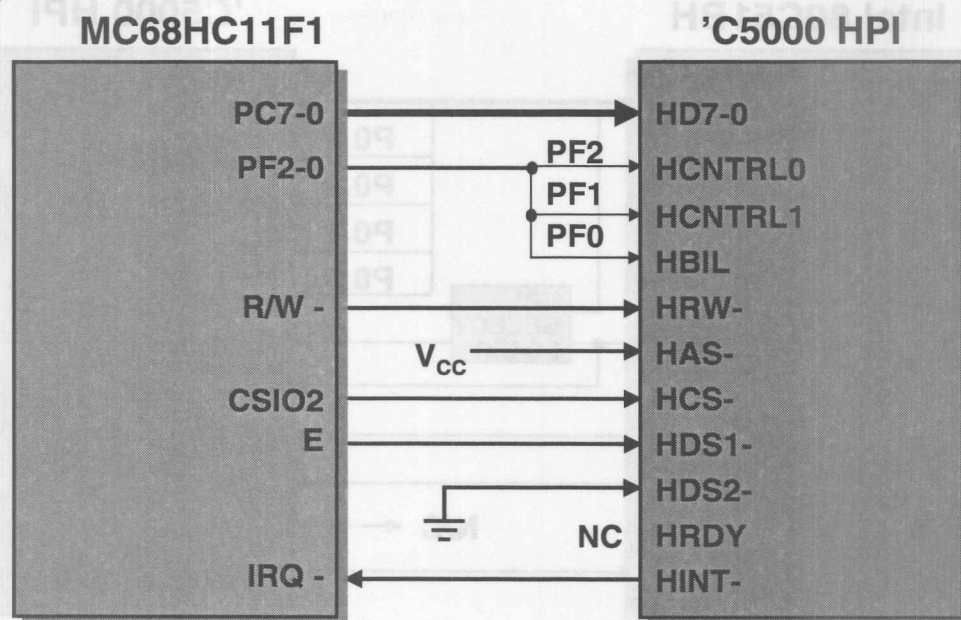 MC68HC11F1
'C5000 HPI
PC7-0
HD7-0
PF2-0
PF2
HCNTRL0
PF1
HCNTRL1
PF0
HBIL
R/W -
HRW-
VCC
HAS-
CSIO2
HCS-
E
HDS1-
HDS2-
NC
HRDY
IRQ -
HINT-